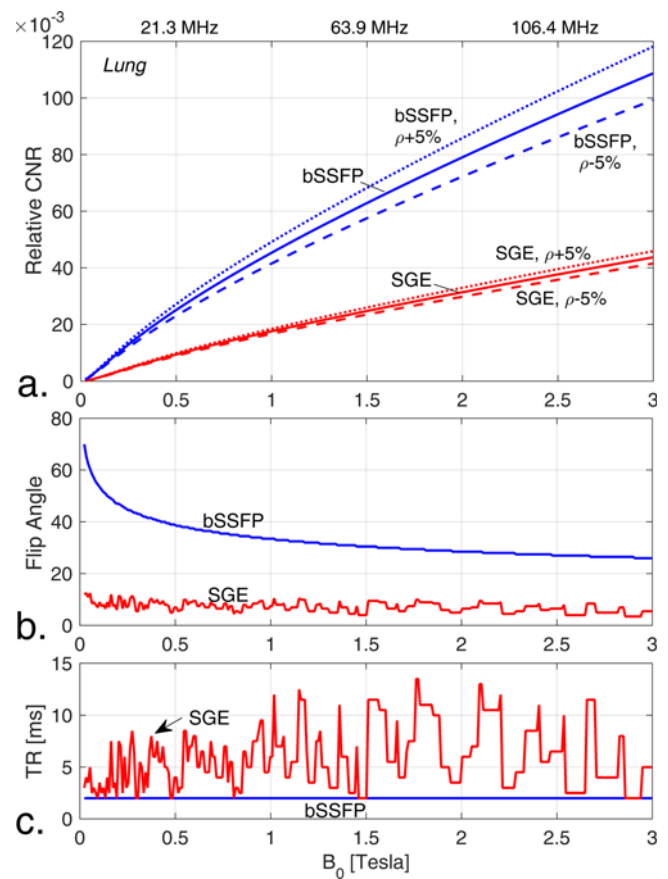 ×10⁻³ 21.3 MHz 63.9 MHz 106.4 MHz
120
Lung
100
bSSFP,
ρ+5%
bSSFP,
ρ-5%
80
bSSFP
60
Relative CNR
40
SGE, ρ+5%
SGE
SGE, ρ-5%
20
0
a.
0 0.5 1 1.5 2 2.5 3
80
60
40
bSSFP
Flip Angle
20
SGE
0
b.
0 0.5 1 1.5 2 2.5 3
15
SGE
10
TR [ms]
5
bSSFP
0
c.
0 0.5 1 1.5 2 2.5 3
B₀ [Tesla]